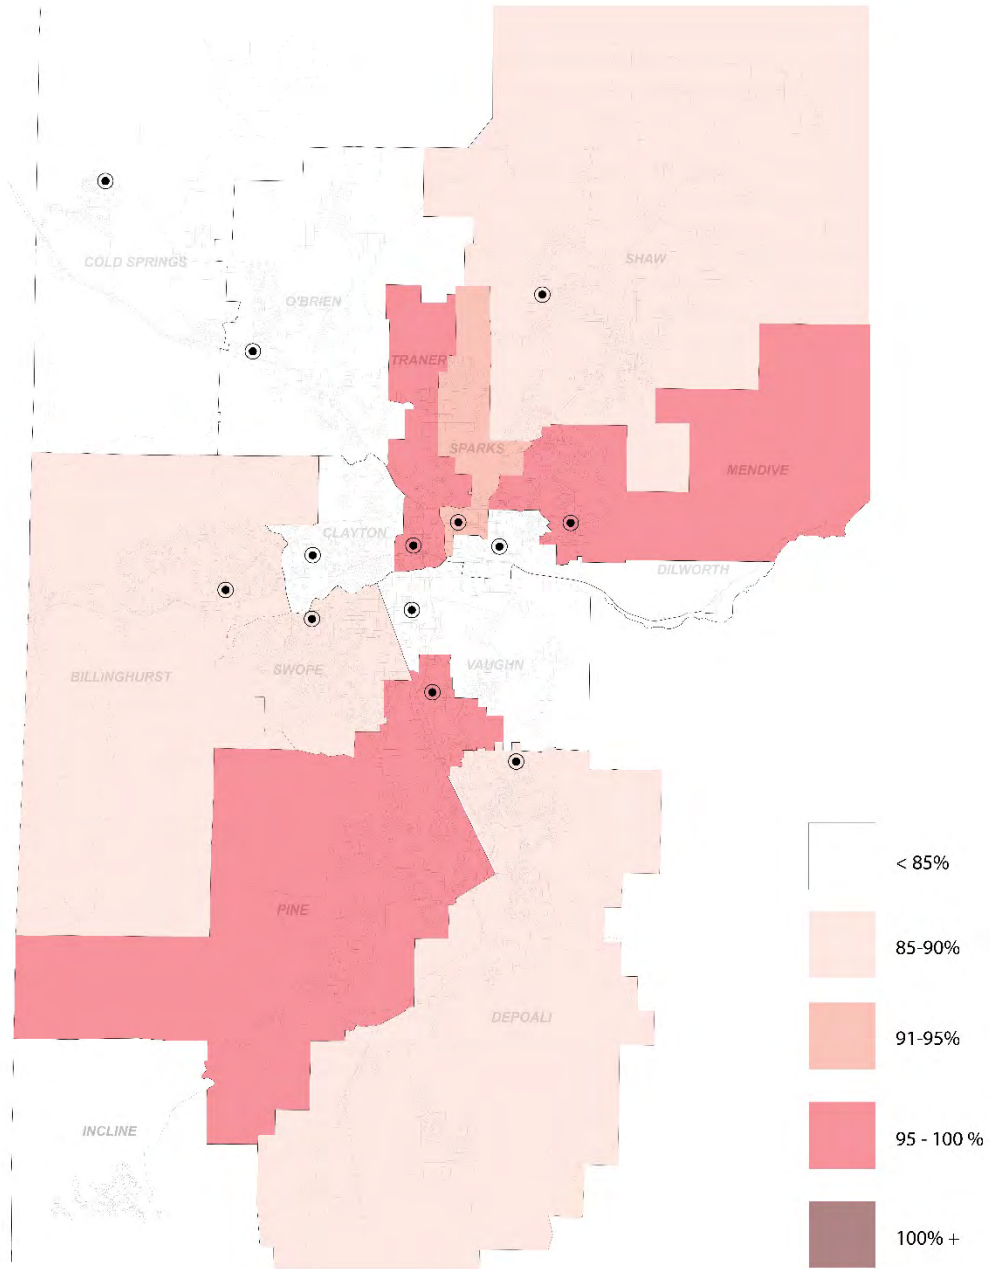 COLD SPRINGS
SHAW
O'BRIEN
TRANER
SPARKS
MENDIVE
CLAYTON
DILWORTH
BILLINGHURST
SWOPE
VAUGHN
< 85%
PINE
85-90%
DEPOALI
91-95%
INCLINE
95 - 100 %
100% +